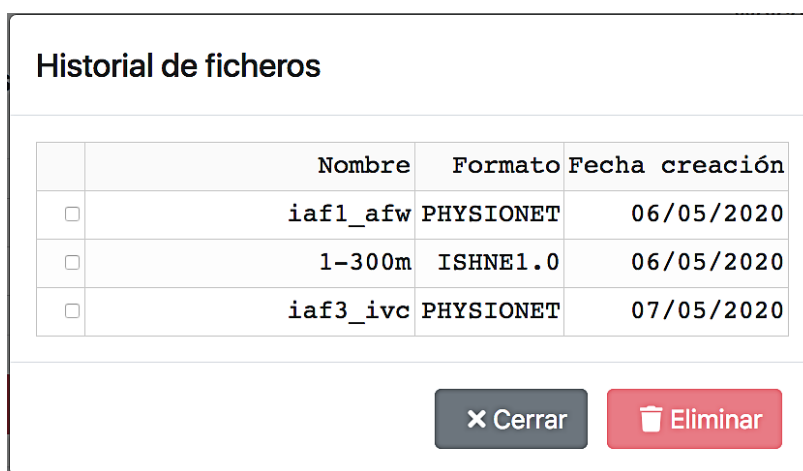 Historial de ficheros
Nombre Formato Fecha creación
iaf1_afw PHYSIONET 06/05/2020
1-300m ISHNE1.0 06/05/2020
iaf3_ivc PHYSIONET 07/05/2020
Cerrar Eliminar